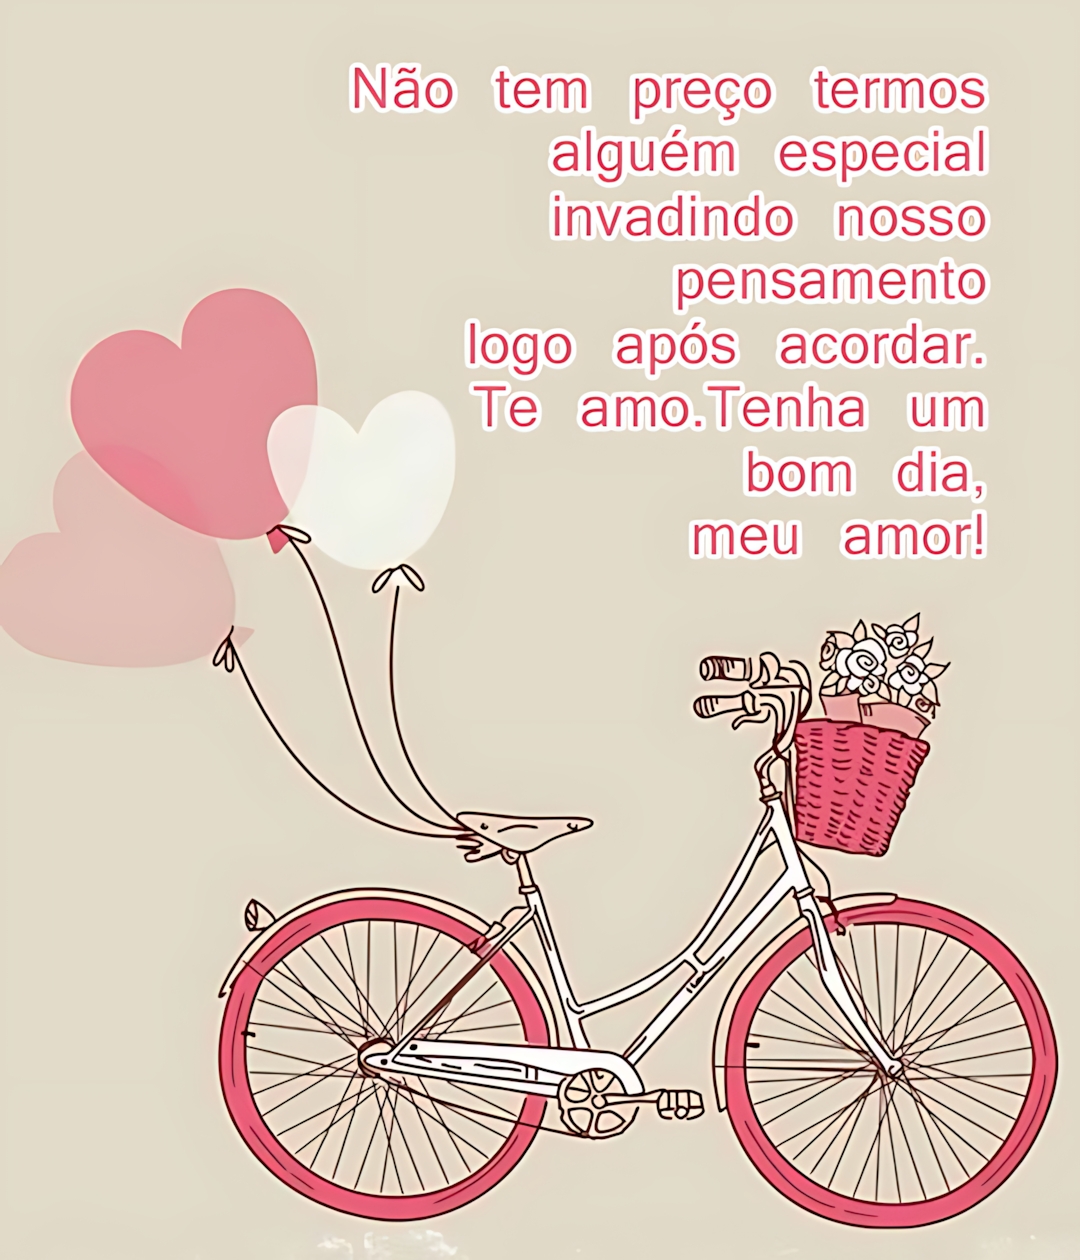 Não tem preço termos
alguém especial
invadindo nosso
pensamento
logo após acordar.
Te amo.Tenha um
bom dia,
meu amor!